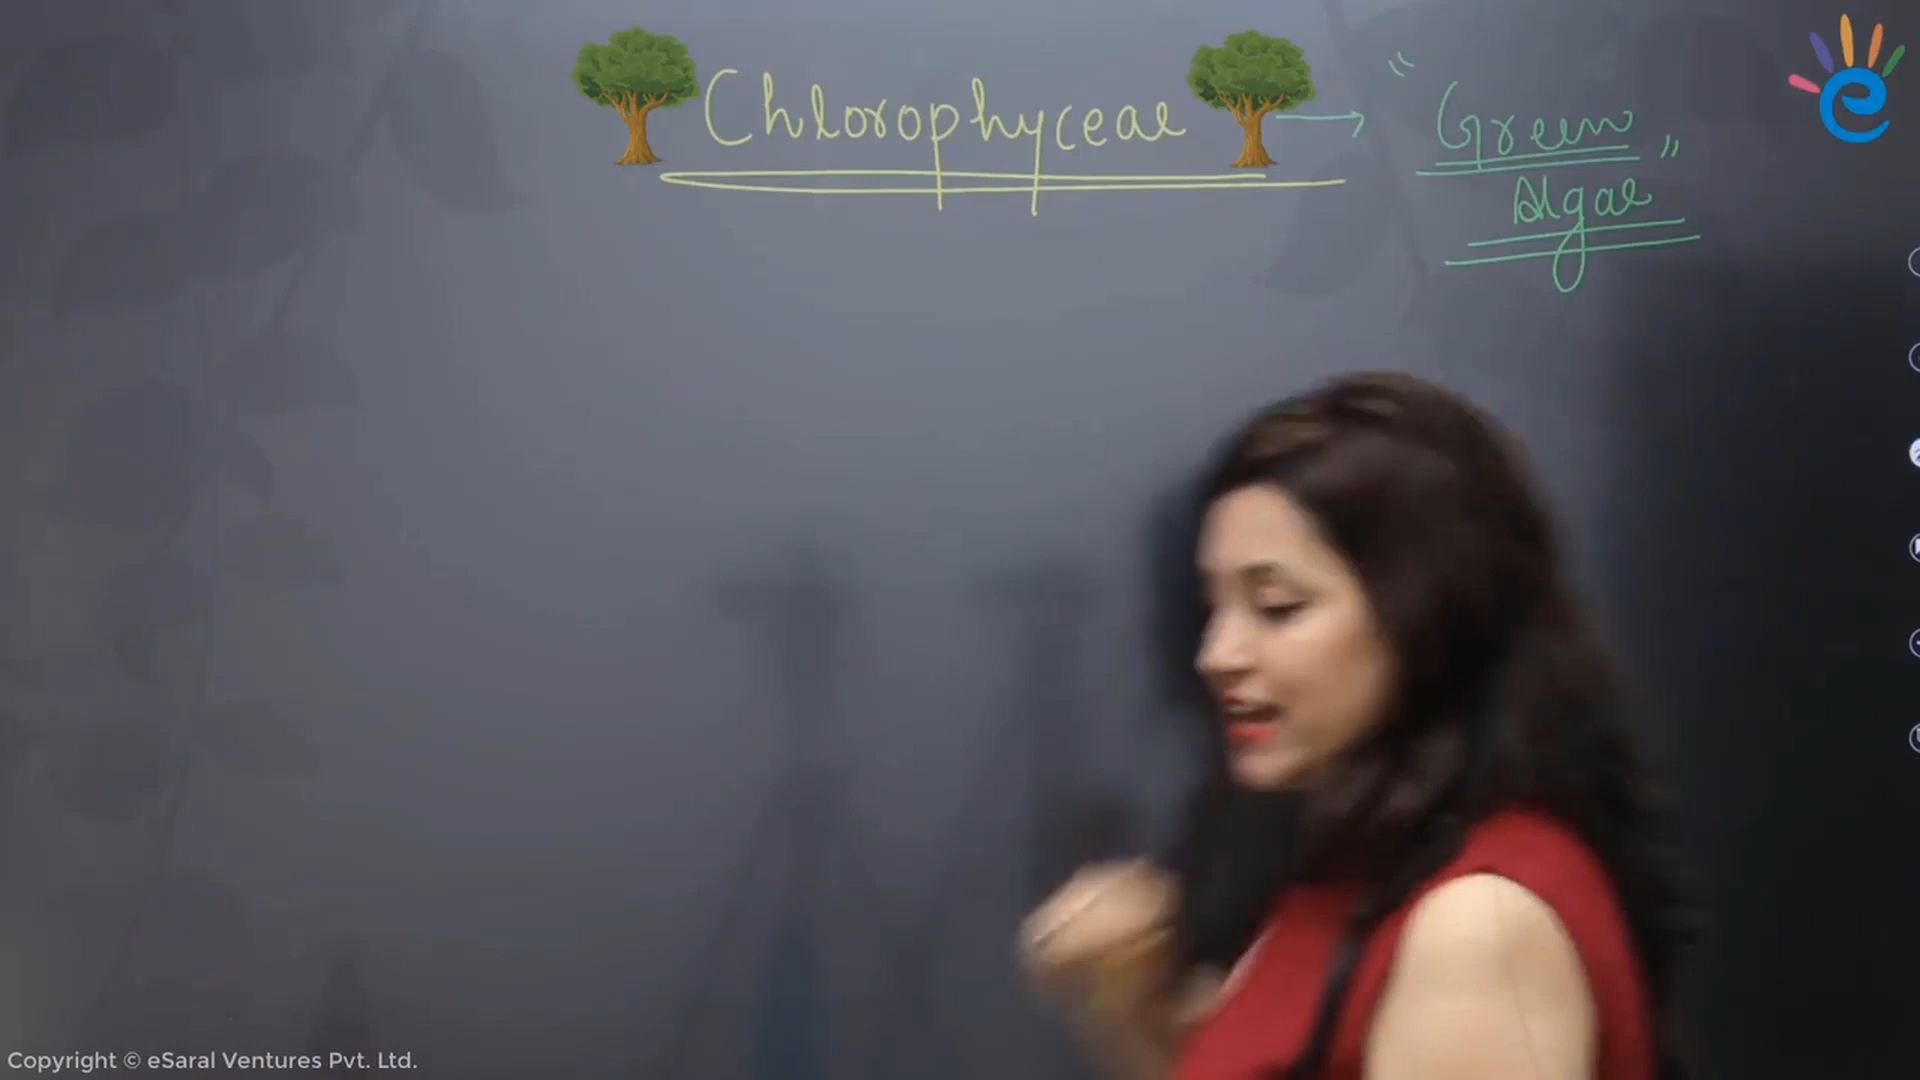 Chlorophyceae → "Green
Algae"
Copyright © eSaral Ventures Pvt. Ltd.